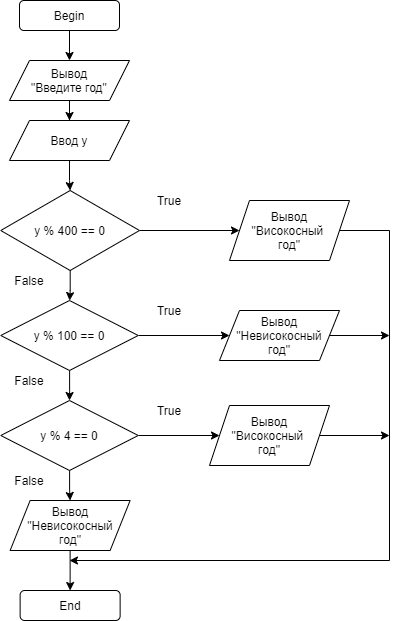 Begin
Вывод
"Введите год"
Ввод y
y % 400 == 0
True
Вывод
"Високосный
год"
False
y % 100 == 0
True
Вывод
"Невисокосный
год"
False
y % 4 == 0
True
Вывод
"Високосный
год"
False
Вывод
"Невисокосный
год"
End